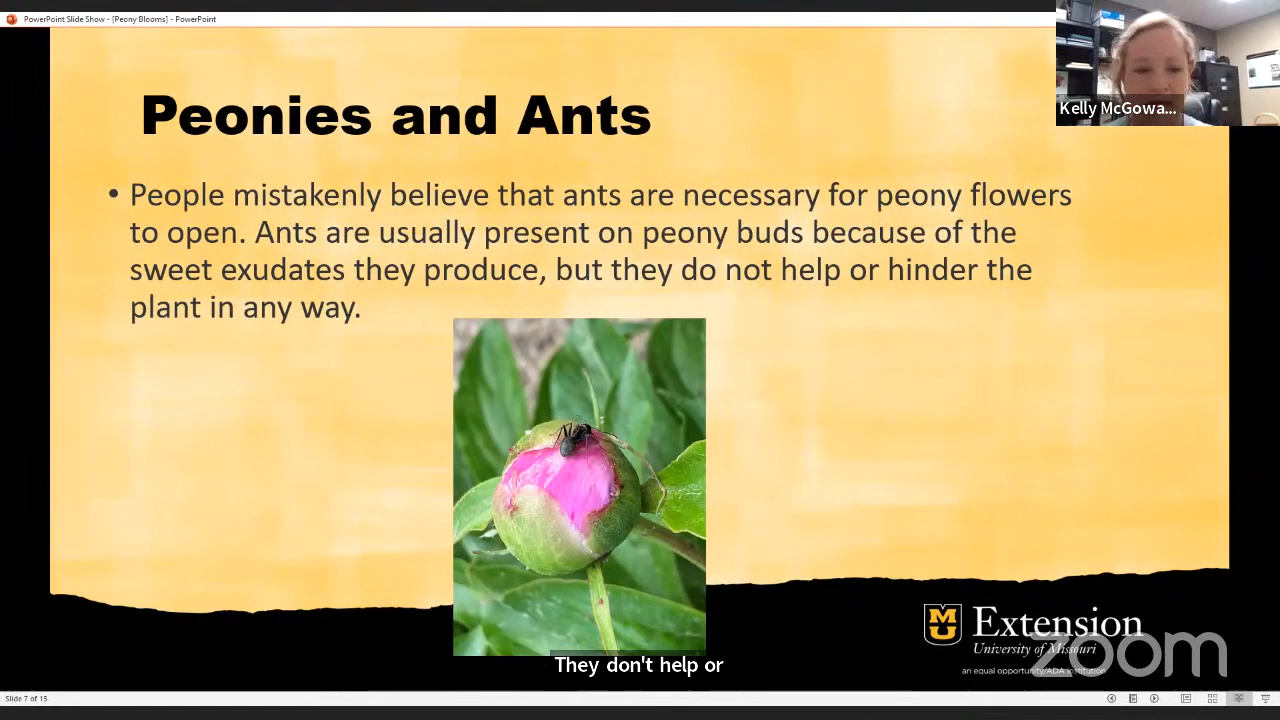 PowerPoint Slide Show - [Peony Blooms] - PowerPoint
Kelly McGowa...
Peonies and Ants
• People mistakenly believe that ants are necessary for peony flowers
to open. Ants are usually present on peony buds because of the
sweet exudates they produce, but they do not help or hinder the
plant in any way.
MU
Extension
University of Missouri
an equal opportunity/ADA institution
zoom
They don't help or
Slide 7 of 15